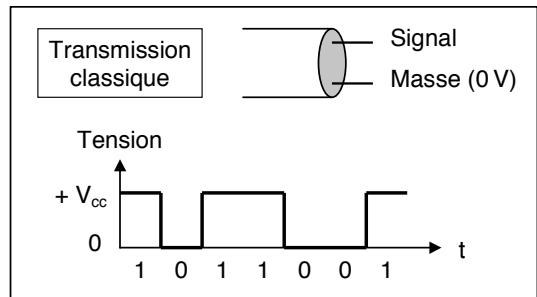 Transmission
classique
Signal
Masse (0 V)
Tension
+ Vcc
0
t
1 0 1 1 0 0 1